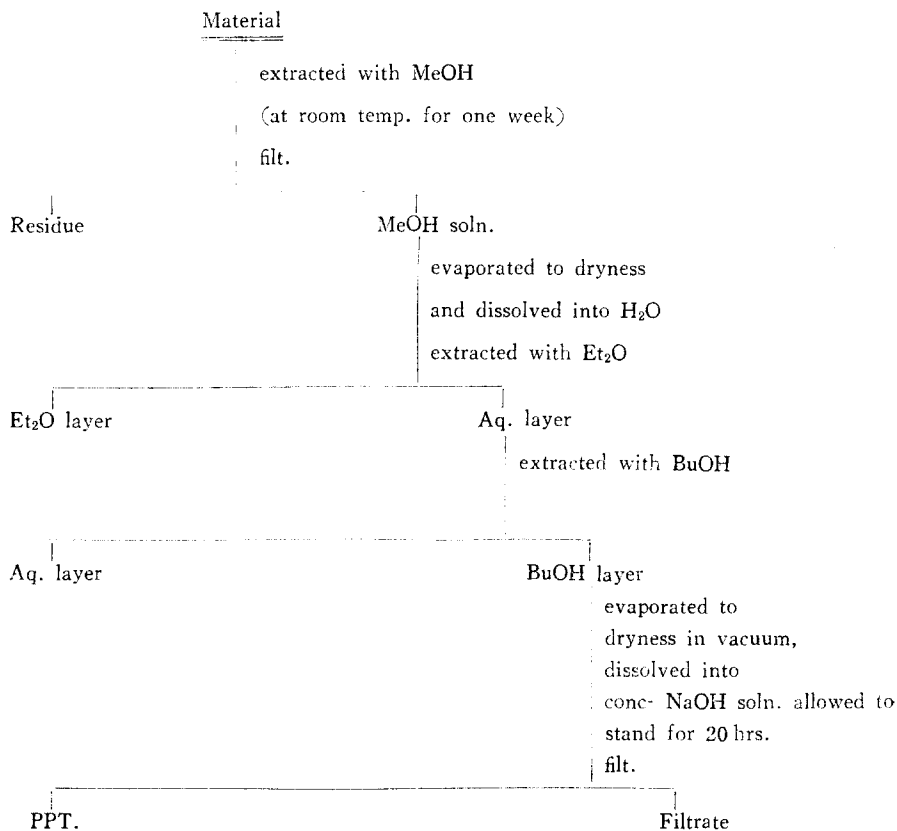 Material
extracted with MeOH
(at room temp. for one week)
filt.
Residue
MeOH soln.
evaporated to dryness
and dissolved into H₂O
extracted with Et₂O
Et₂O layer
Aq. layer
extracted with BuOH
Aq. layer
BuOH layer
evaporated to
dryness in vacuum,
dissolved into
conc- NaOH soln. allowed to
stand for 20 hrs.
filt.
PPT.
Filtrate